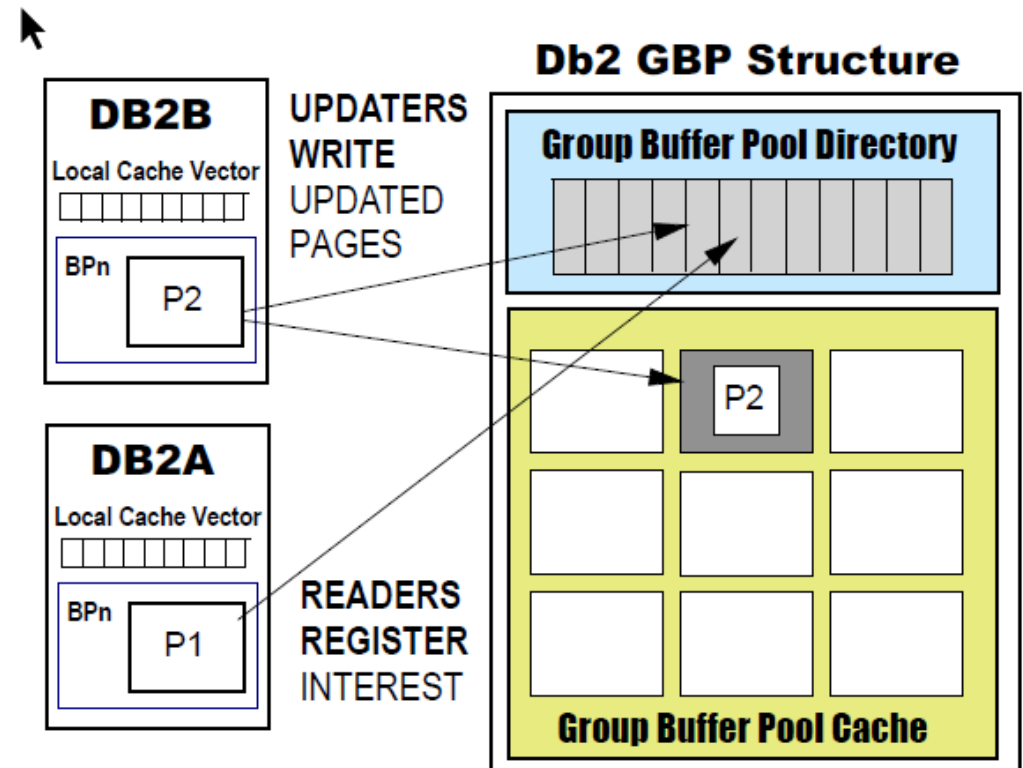 Db2 GBP Structure
DB2B
Local Cache Vector
BPn
P2
UPDATERS
WRITE
UPDATED
PAGES
Group Buffer Pool Directory
P2
DB2A
Local Cache Vector
BPn
P1
READERS
REGISTER
INTEREST
Group Buffer Pool Cache